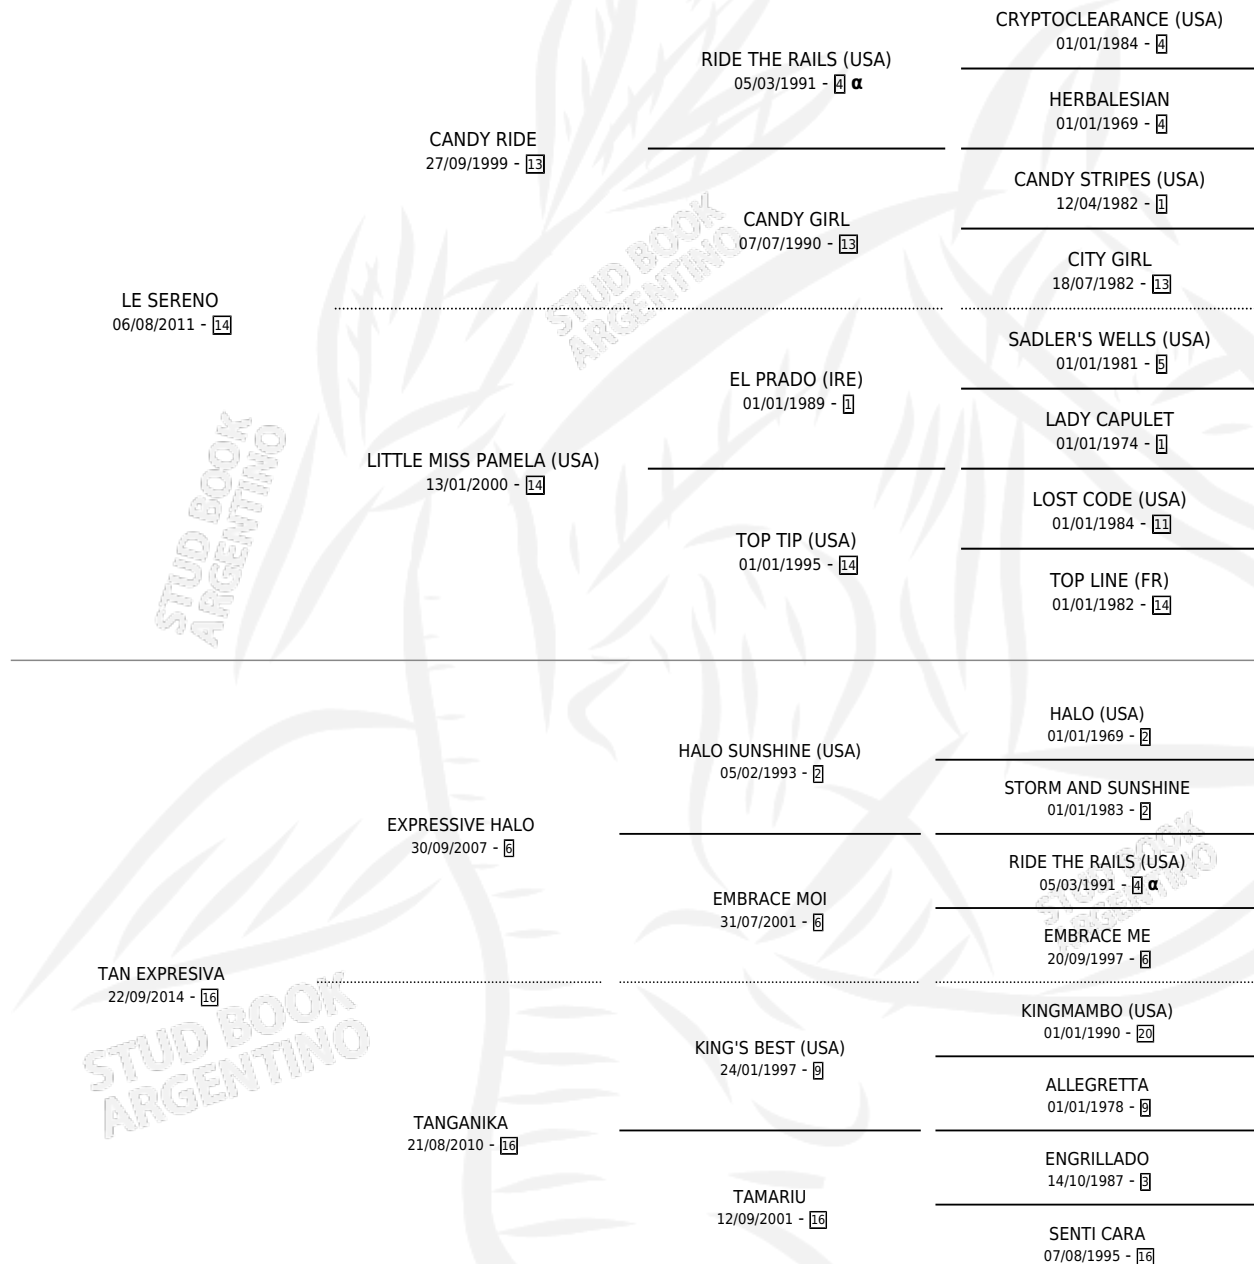 CRYPTOCLEARANCE (USA)
01/01/1984 - 4
RIDE THE RAILS (USA)
05/03/1991 - 4 α
HERBALESIAN
01/01/1969 - 4
CANDY RIDE
27/09/1999 - 13
CANDY STRIPES (USA)
12/04/1982 - 1
CANDY GIRL
07/07/1990 - 13
CITY GIRL
18/07/1982 - 13
LE SERENO
06/08/2011 - 14
SADLER'S WELLS (USA)
01/01/1981 - 5
EL PRADO (IRE)
01/01/1989 - 1
LADY CAPULET
01/01/1974 - 1
LITTLE MISS PAMELA (USA)
13/01/2000 - 14
LOST CODE (USA)
01/01/1984 - 11
TOP TIP (USA)
01/01/1995 - 14
TOP LINE (FR)
01/01/1982 - 14
HALO (USA)
01/01/1969 - 2
HALO SUNSHINE (USA)
05/02/1993 - 2
STORM AND SUNSHINE
01/01/1983 - 2
EXPRESSIVE HALO
30/09/2007 - 6
RIDE THE RAILS (USA)
05/03/1991 - 4 α
EMBRACE MOI
31/07/2001 - 6
EMBRACE ME
20/09/1997 - 6
TAN EXPRESIVA
22/09/2014 - 16
KINGMAMBO (USA)
01/01/1990 - 20
KING'S BEST (USA)
24/01/1997 - 9
ALLEGRETTA
01/01/1978 - 9
TANGANIKA
21/08/2010 - 16
ENGRILLADO
14/10/1987 - 3
TAMARIU
12/09/2001 - 16
SENTI CARA
07/08/1995 - 16
STUD BOOK
ARGENTINO
STUD BOOK
ARGENTINO
STUD BOOK
ARGENTINO
STUD BOOK
ARGENTINO